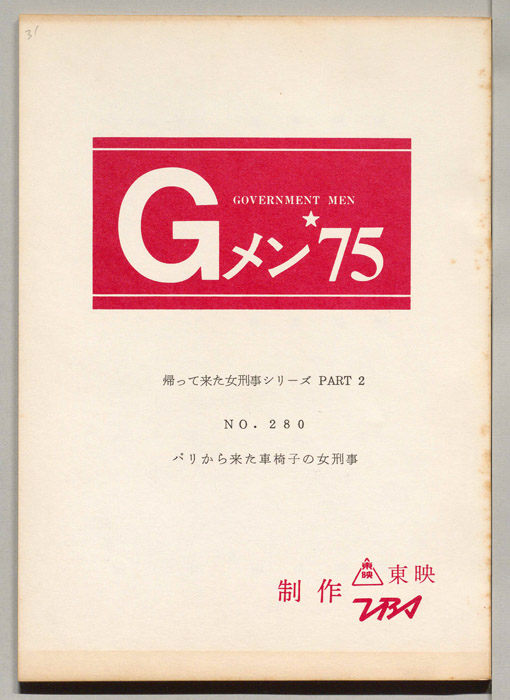 31
GOVERNMENT MEN
Gメン★'75
帰って来た女刑事シリーズ PART 2
NO. 280
パリから来た車椅子の女刑事
東映
制作 東映
TBS